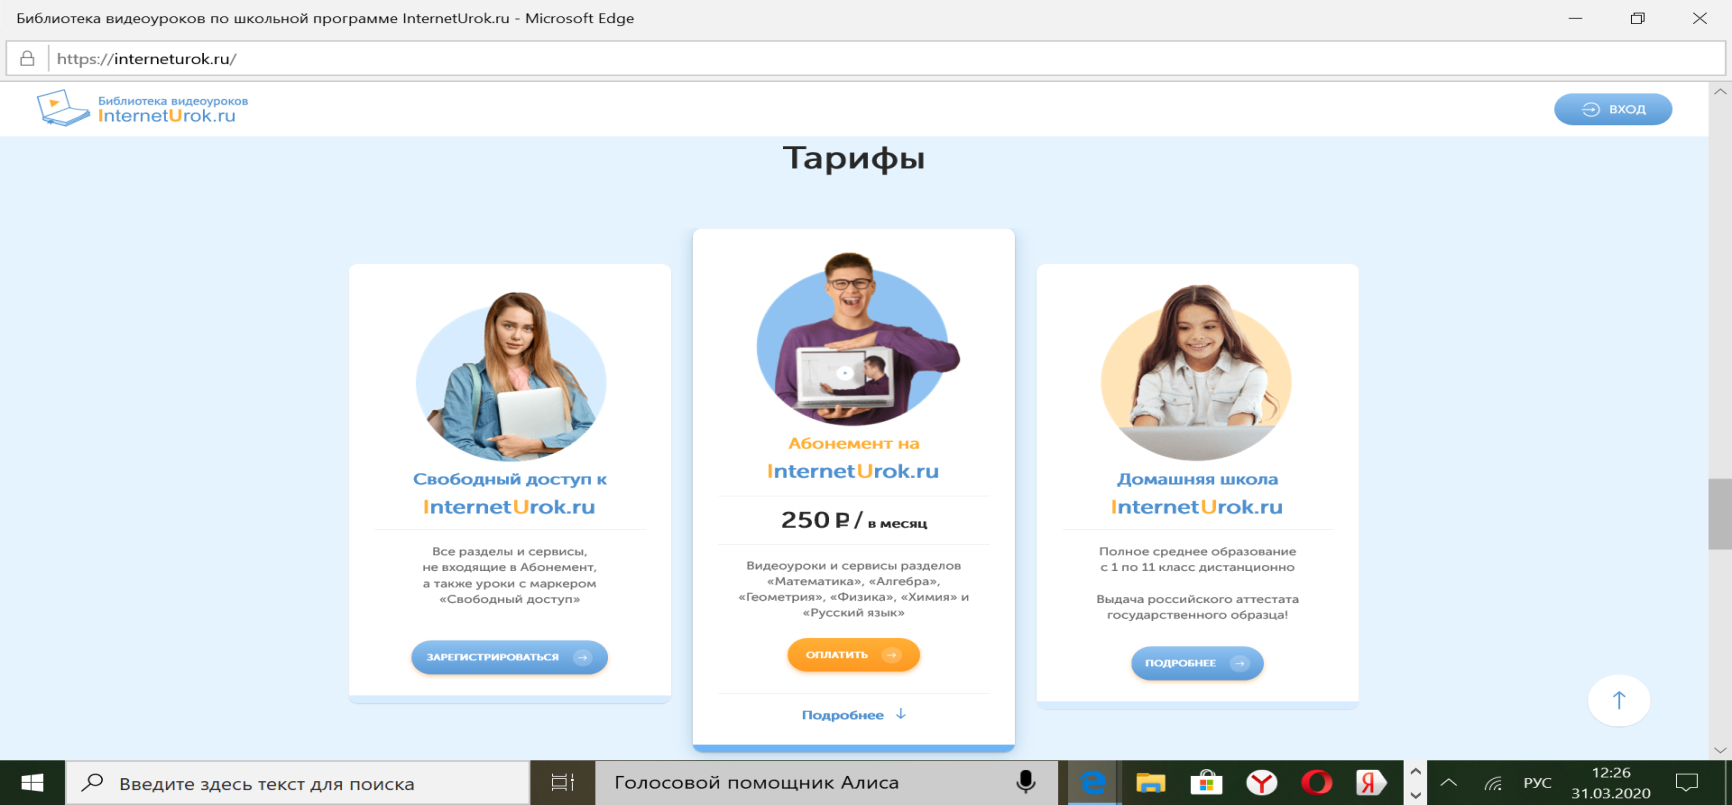 Библиотека видеоуроков по школьной программе InternetUrok.ru - Microsoft Edge
https://interneturok.ru/
Библиотека видеоуроков
InternetUrok.ru
ВХОД
Тарифы
Свободный доступ к
InternetUrok.ru
Все разделы и сервисы,
не входящие в Абонемент,
а также уроки с маркером
«Свободный доступ»
ЗАРЕГИСТРИРОВАТЬСЯ
Абонемент на
InternetUrok.ru
250 ₽ / в месяц
Видеоуроки и сервисы разделов
«Математика», «Алгебра»,
«Геометрия», «Физика», «Химия» и
«Русский язык»
ОПЛАТИТЬ
Подробнее
Домашняя школа
InternetUrok.ru
Полное среднее образование
с 1 по 11 класс дистанционно
Выдача российского аттестата
государственного образца!
ПОДРОБНЕЕ
Введите здесь текст для поиска
Голосовой помощник Алиса
РУС
12:26
31.03.2020